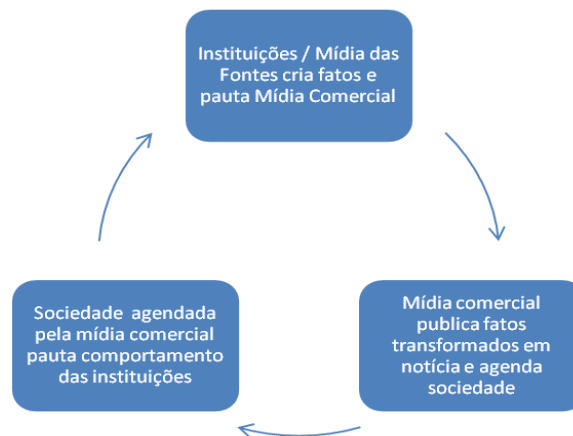 Instituições / Mídia das
Fontes cria fatos e
pauta Mídia Comercial
Mídia comercial
publica fatos
transformados em
notícia e agenda
sociedade
Sociedade agendada
pela mídia comercial
pauta comportamento
das instituições